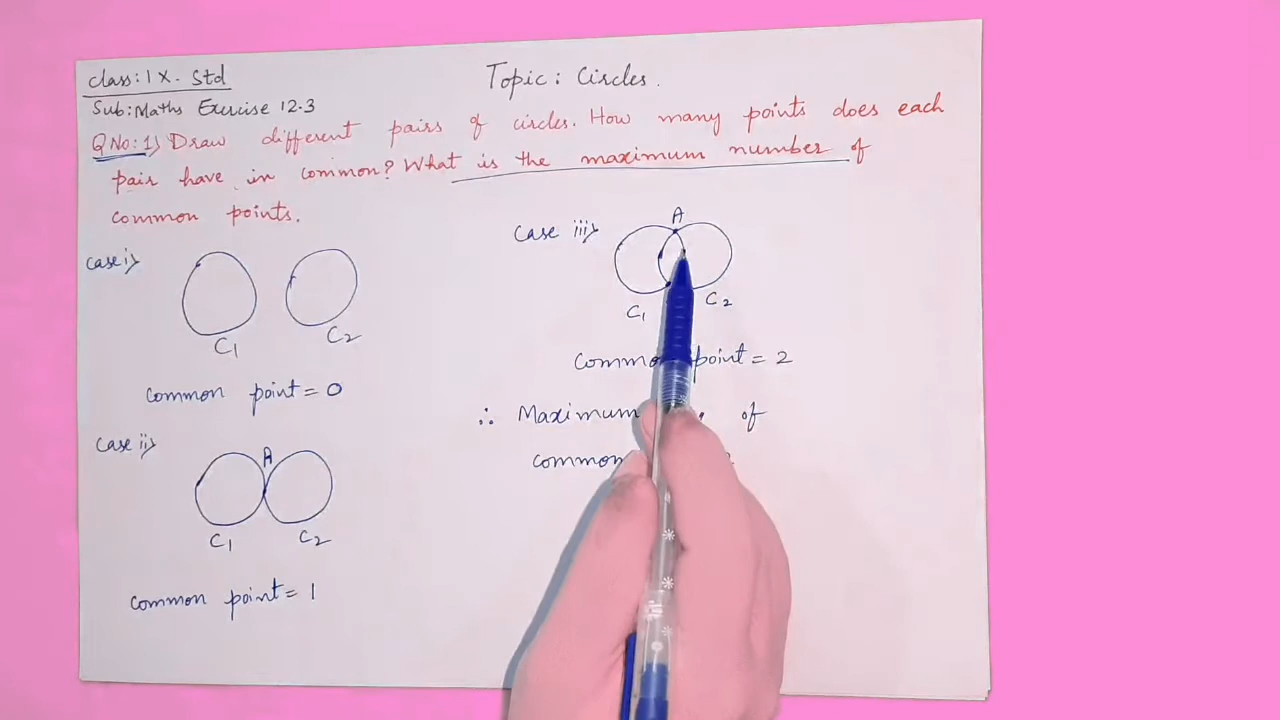 Class: IX. Std
Topic: Circles.
Sub: Maths Exercise 12.3
Q No: 1) Draw different pairs of circles. How many points does each
pair have in common? What is the maximum number of
common points.
Case i)
C1
C2
Common point = 0
Case ii)
A
C1
C2
Common point = 1
Case iii)
A
C1
C2
Common point = 2
∴ Maximum of
common